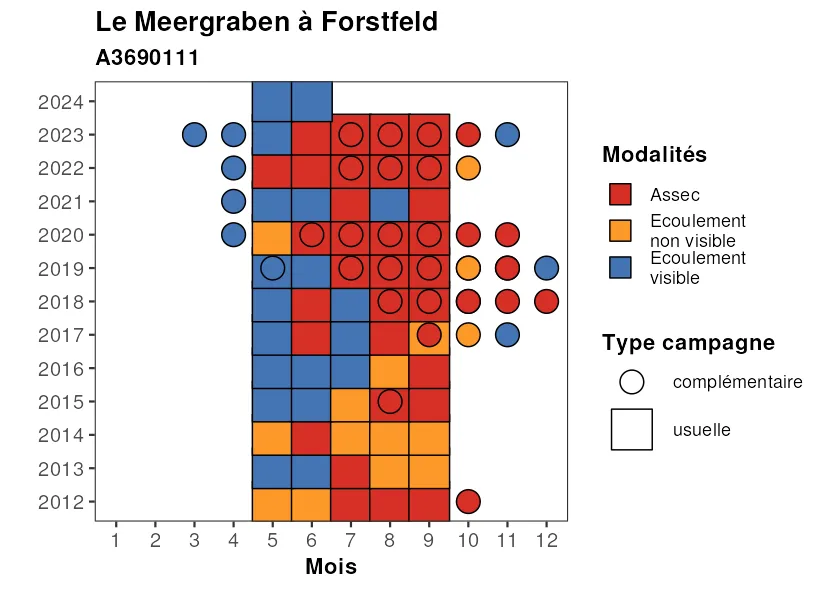 Le Meergraben à Forstfeld
A3690111
2024
2023
2022
2021
2020
2019
2018
2017
2016
2015
2014
2013
2012
1 2 3 4 5 6 7 8 9 10 11 12
Mois
Modalités
Assec
Ecoulement
non visible
Ecoulement
visible
Type campagne
complémentaire
usuelle